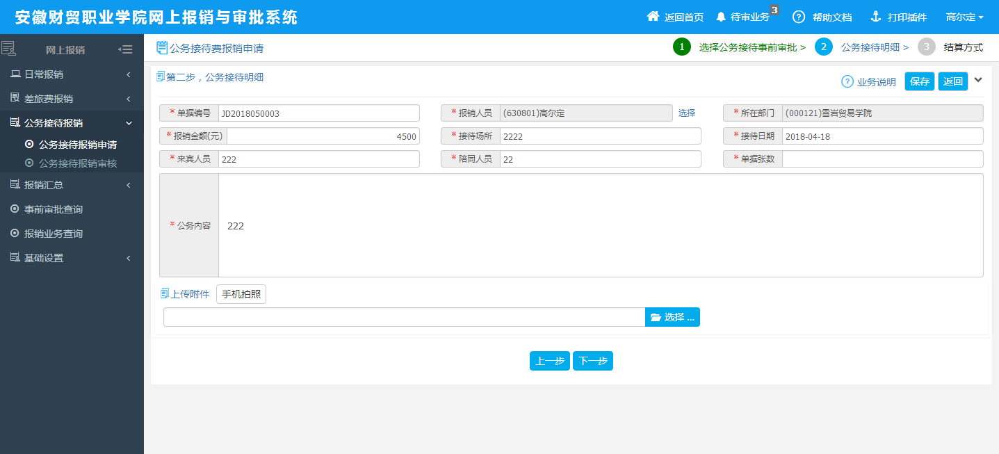 安徽财贸职业学院网上报销与审批系统
返回首页 待审业务 3 帮助文档 打印插件 高尔定
网上报销
日常报销
差旅费报销
公务接待报销
公务接待报销申请
公务接待报销审核
报销汇总
事前审批查询
报销业务查询
基础设置
公务接待费报销申请
1 选择公务接待事前审批 > 2 公务接待明细 > 3 结算方式
第二步，公务接待明细
? 业务说明 保存 返回
* 单据编号 JD2018050003 * 报销人员 (630801)高尔定 选择 * 所在部门 (000121)雪岩贸易学院
* 报销金额(元) 4500 * 接待场所 2222 * 接待日期 2018-04-18
* 来宾人员 222 * 陪同人员 22 * 单据张数
* 公务内容 222
上传附件 手机拍照
选择 ...
上一步 下一步